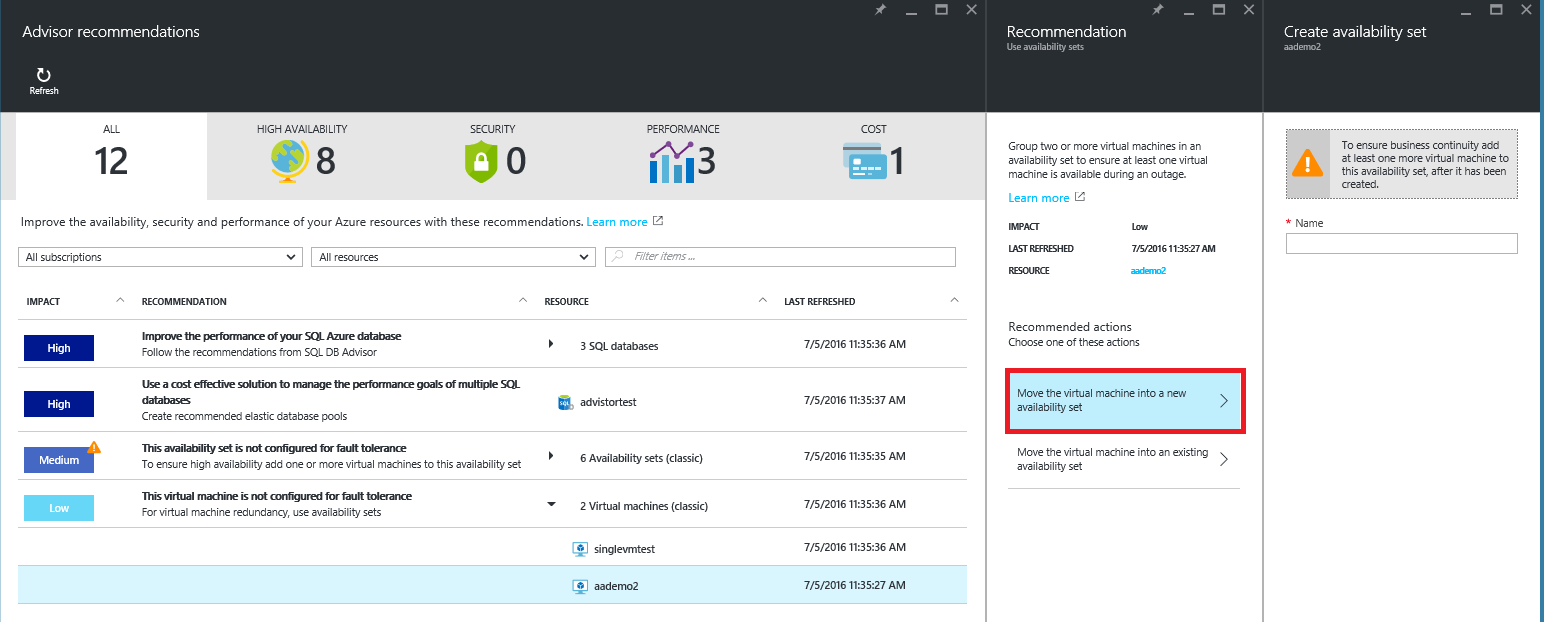 Advisor recommendations
Refresh
ALL
12
HIGH AVAILABILITY
8
SECURITY
0
PERFORMANCE
3
COST
1
Improve the availability, security and performance of your Azure resources with these recommendations. Learn more
All subscriptions
All resources
Filter items ...
IMPACT RECOMMENDATION RESOURCE LAST REFRESHED
High
Improve the performance of your SQL Azure database
Follow the recommendations from SQL DB Advisor
3 SQL databases
7/5/2016 11:35:36 AM
High
Use a cost effective solution to manage the performance goals of multiple SQL
databases
Create recommended elastic database pools
SQL
advistortest
7/5/2016 11:35:37 AM
Medium
This availability set is not configured for fault tolerance
To ensure high availability add one or more virtual machines to this availability set
6 Availability sets (classic)
7/5/2016 11:35:35 AM
Low
This virtual machine is not configured for fault tolerance
For virtual machine redundancy, use availability sets
2 Virtual machines (classic)
7/5/2016 11:35:36 AM
singlevmtest
7/5/2016 11:35:36 AM
aademo2
7/5/2016 11:35:27 AM
Recommendation
Use availability sets
Group two or more virtual machines in an
availability set to ensure at least one virtual
machine is available during an outage.
Learn more
IMPACT Low
LAST REFRESHED 7/5/2016 11:35:27 AM
RESOURCE aademo2
Recommended actions
Choose one of these actions
Move the virtual machine into a new
availability set
Move the virtual machine into an existing
availability set
Create availability set
aademo2
To ensure business continuity add
at least one more virtual machine to
this availability set, after it has been
created.
* Name